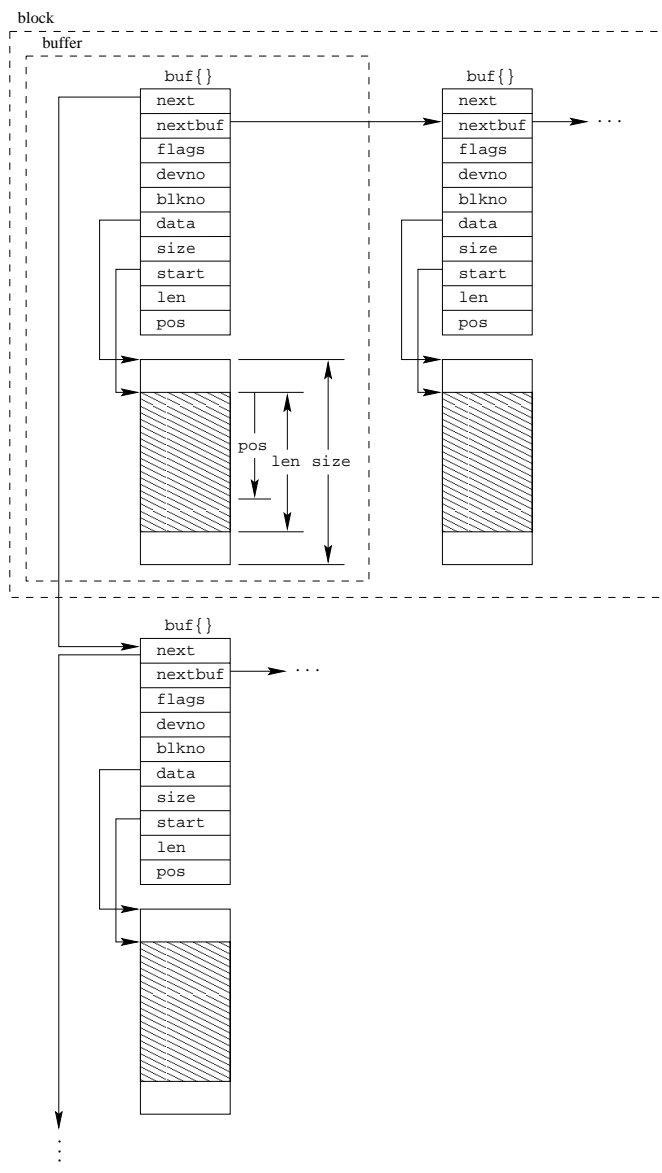 block
buffer
buf{}
next
nextbuf
flags
devno
blkno
data
size
start
len
pos
pos
len
size
buf{}
next
nextbuf
...
flags
devno
blkno
data
size
start
len
pos
buf{}
next
nextbuf
...
flags
devno
blkno
data
size
start
len
pos
...